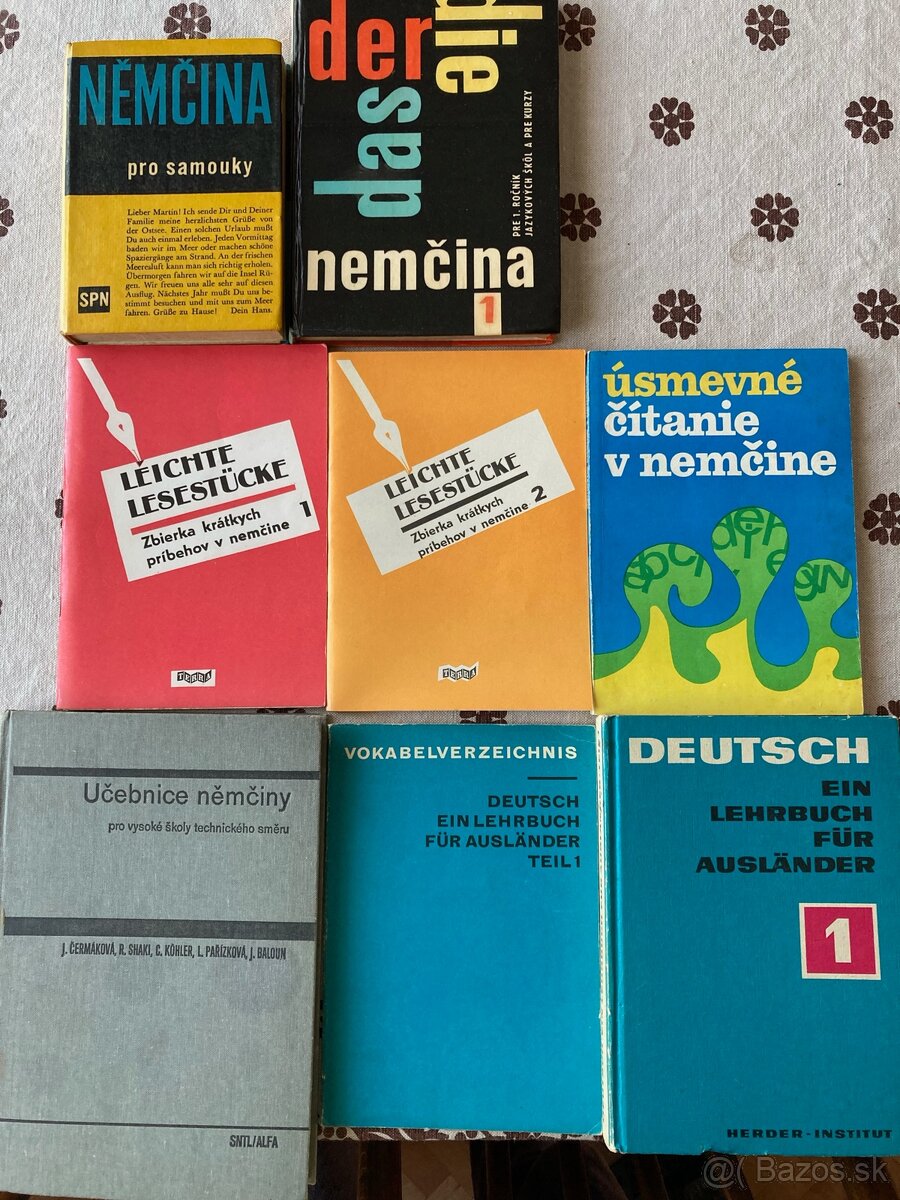 NĚMČINA
pro samouky
Lieber Martin! Ich sende Dir und Deiner
Familie meine herzlichsten Grüße von
der Ostsee. Einen solchen Urlaub mußt
Du auch einmal erleben. Jeden Vormittag
baden wir im Meer oder machen schöne
Spaziergänge am Strand. An der frischen
Meeresluft kann man sich richtig erholen.
Übermorgen fahren wir auf die Insel Rü-
gen. Wir freuen uns alle sehr auf diesen
Ausflug. Nächstes Jahr mußt Du uns be-
stimmt besuchen und mit uns zum Meer
fahren. Grüße zu Hause! Dein Hans.
SPN
der
die
das
PRE 1. ROČNÍK
JAZYKOVÝCH ŠKÔL A PRE KURZY
nemčina
1
LEICHTE
LESESTÜCKE
Zbierka krátkych
príbehov v nemčine 1
TERRA
LEICHTE
LESESTÜCKE
Zbierka krátkych
príbehov v nemčine 2
TERRA
úsmevné
čítanie
v nemčine
Učebnice němčiny
pro vysoké školy technického směru
J. ČERMÁKOVÁ, R. SHAKI, C. KÖHLER, L. PAŘÍZKOVÁ, J. BALOUN
SNTL/ALFA
VOKABELVERZEICHNIS
DEUTSCH
EIN LEHRBUCH
FÜR AUSLÄNDER
TEIL 1
DEUTSCH
EIN
LEHRBUCH
FÜR
AUSLÄNDER
1
HERDER-INSTITUT
@ Bazos.sk